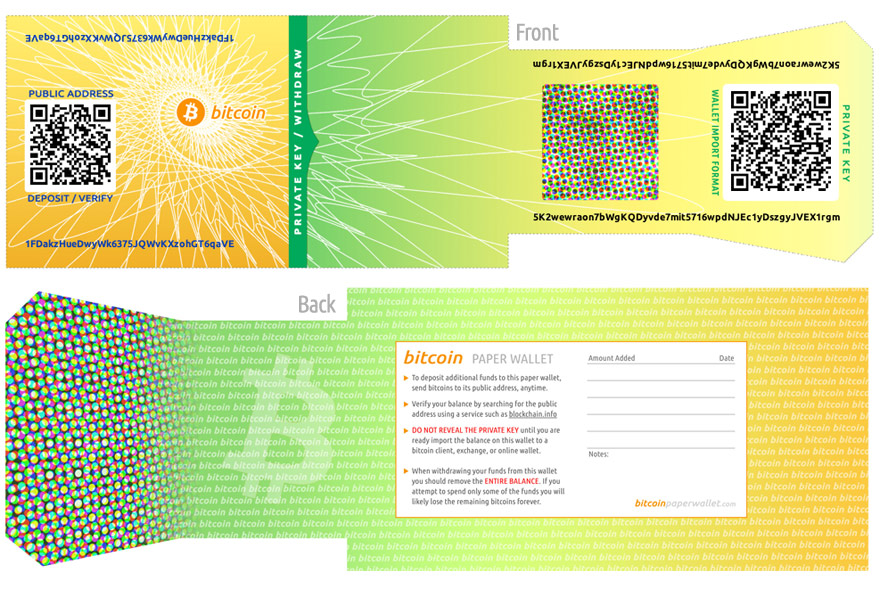 Front
1FDakzHueDwyWk6375JQWvKXzohGT6qaVE
PUBLIC ADDRESS
bitcoin
DEPOSIT / VERIFY
1FDakzHueDwyWk6375JQWvKXzohGT6qaVE
PRIVATE KEY / WITHDRAW
5K2wewraon7bWgKQDyvde7mit5716wpdNJEc1yDszgyJVEX1rgm
WALLET IMPORT FORMAT
PRIVATE KEY
5K2wewraon7bWgKQDyvde7mit5716wpdNJEc1yDszgyJVEX1rgm
Back
bitcoin PAPER WALLET
▸ To deposit additional funds to this paper wallet,
send bitcoins to its public address, anytime.
▸ Verify your balance by searching for the public
address using a service such as blockchain.info
▸ DO NOT REVEAL THE PRIVATE KEY until you are
ready import the balance on this wallet to a
bitcoin client, exchange, or online wallet.
▸ When withdrawing your funds from this wallet
you should remove the ENTIRE BALANCE. If you
attempt to spend only some of the funds you will
likely lose the remaining bitcoins forever.
Amount Added Date
Notes:
bitcoinpaperwallet.com